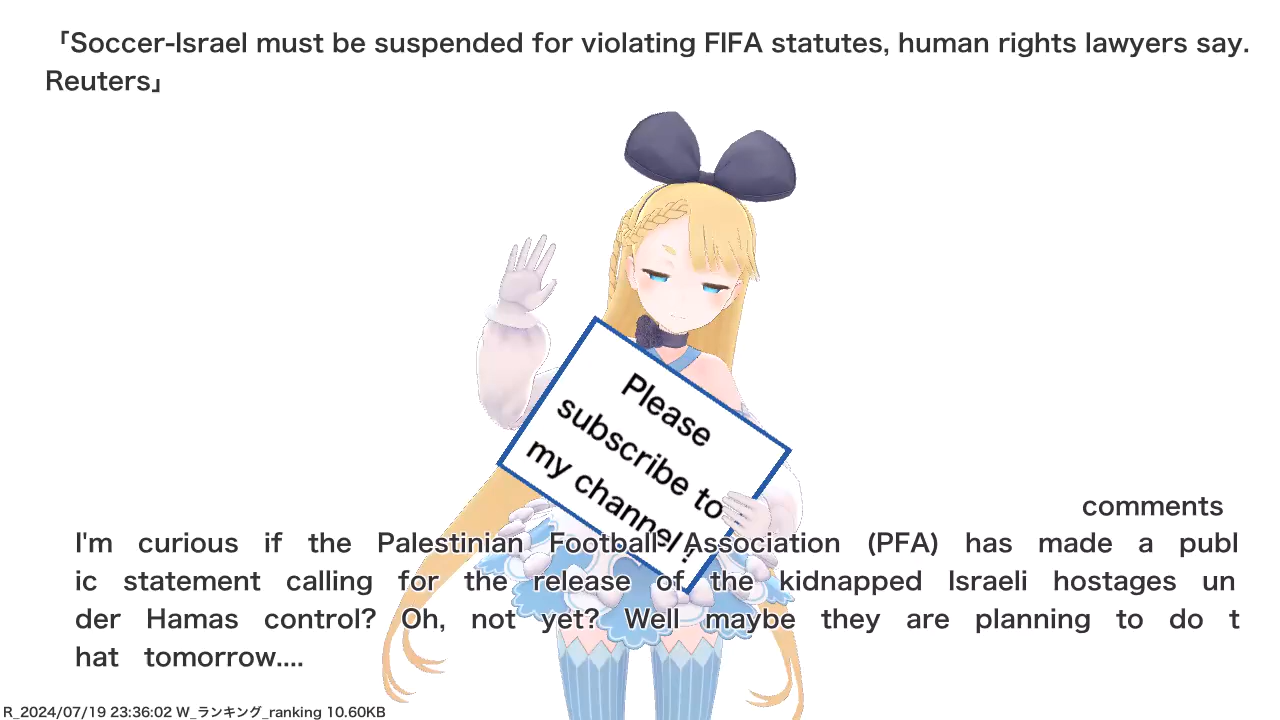 「Soccer-Israel must be suspended for violating FIFA statutes, human rights lawyers say.
Reuters」
Please
subscribe to
my channel!
comments
I'm curious if the Palestinian Football Association (PFA) has made a publ
ic statement calling for the release of the kidnapped Israeli hostages un
der Hamas control? Oh, not yet? Well maybe they are planning to do t
hat tomorrow....
R_2024/07/19 23:36:02 W_ランキング_ranking 10.60KB